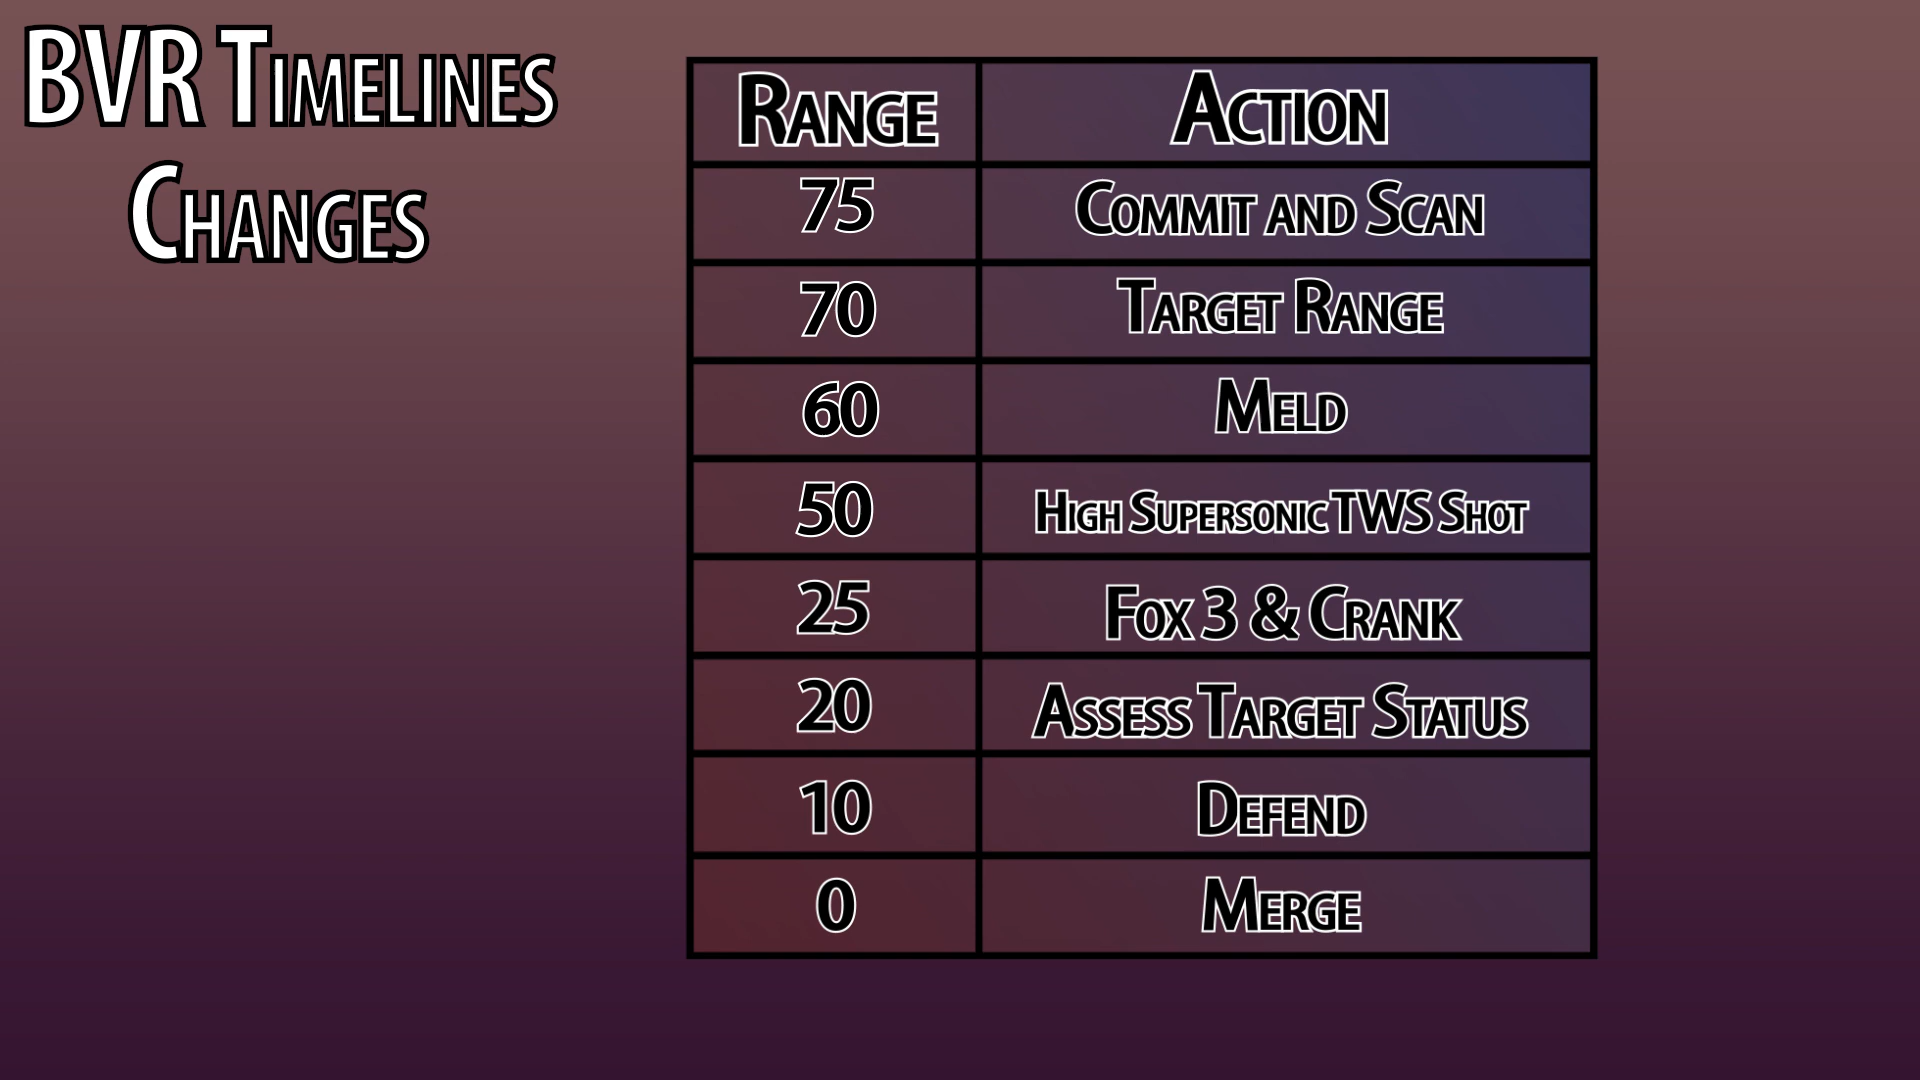 BVR Timelines
Changes
Range Action
75 Commit and Scan
70 Target Range
60 Meld
50 High Supersonic TWS Shot
25 Fox 3 & Crank
20 Assess Target Status
10 Defend
0 Merge